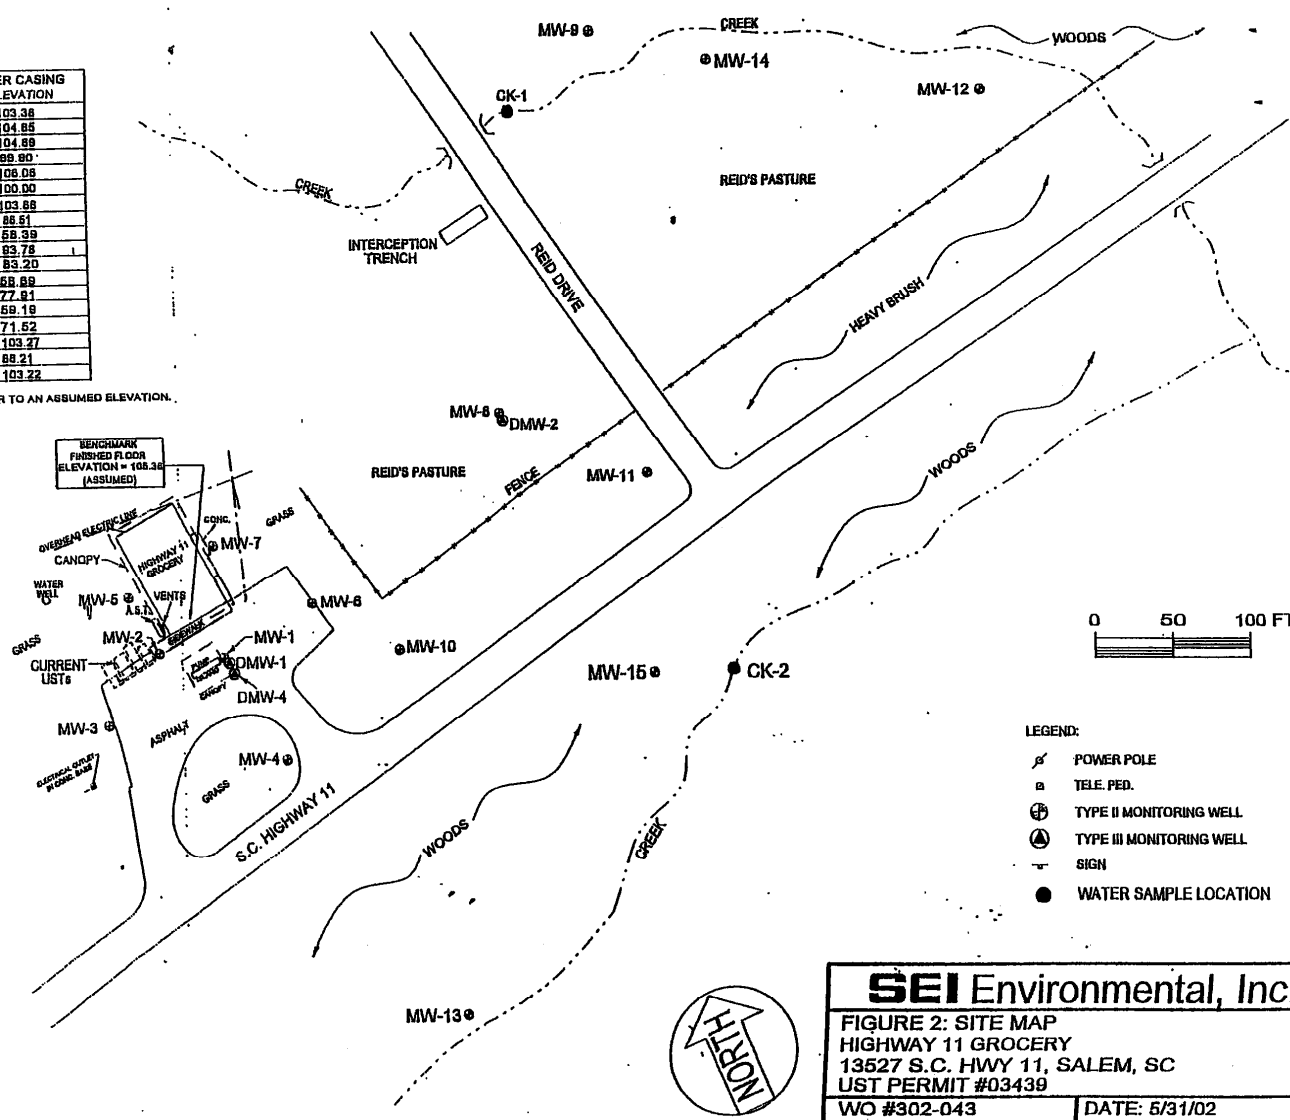 ER CASING
EVATION
103.38
104.85
104.89
99.90
106.06
100.00
103.88
86.51
58.39
93.78
83.20
58.89
77.91
59.19
71.52
103.27
88.21
103.22
R TO AN ASSUMED ELEVATION.
MW-9
CREEK
WOODS
MW-14
MW-12
CK-1
CREEK
REID'S PASTURE
INTERCEPTION
TRENCH
REID DRIVE
HEAVY BRUSH
MW-8
DMW-2
BENCHMARK
FINISHED FLOOR
ELEVATION = 105.36
(ASSUMED)
REID'S PASTURE
FENCE
MW-11
WOODS
GRASS
CONC.
OVERHEAD ELECTRIC LINE
CANOPY
HIGHWAY 11
GROCERY
MW-7
WATER
WELL
MW-5
A.S.T.
VENTS
MW-6
MW-2
SIDEWALK
GRASS
MW-1
MW-10
CURRENT
USTs
PUMP
ISLANDS
DMW-1
CANOPY
DMW-4
MW-15
CK-2
0 50 100 FT
MW-3
ASPHALT
MW-4
ELECTRICAL OUTLET
IN CONC. BASE
GRASS
S.C. HIGHWAY 11
WOODS
CREEK
LEGEND:
POWER POLE
TELE. PED.
TYPE II MONITORING WELL
TYPE III MONITORING WELL
SIGN
WATER SAMPLE LOCATION
MW-13
NORTH
SEI Environmental, Inc.
FIGURE 2: SITE MAP
HIGHWAY 11 GROCERY
13527 S.C. HWY 11, SALEM, SC
UST PERMIT #03439
WO #302-043
DATE: 5/31/02